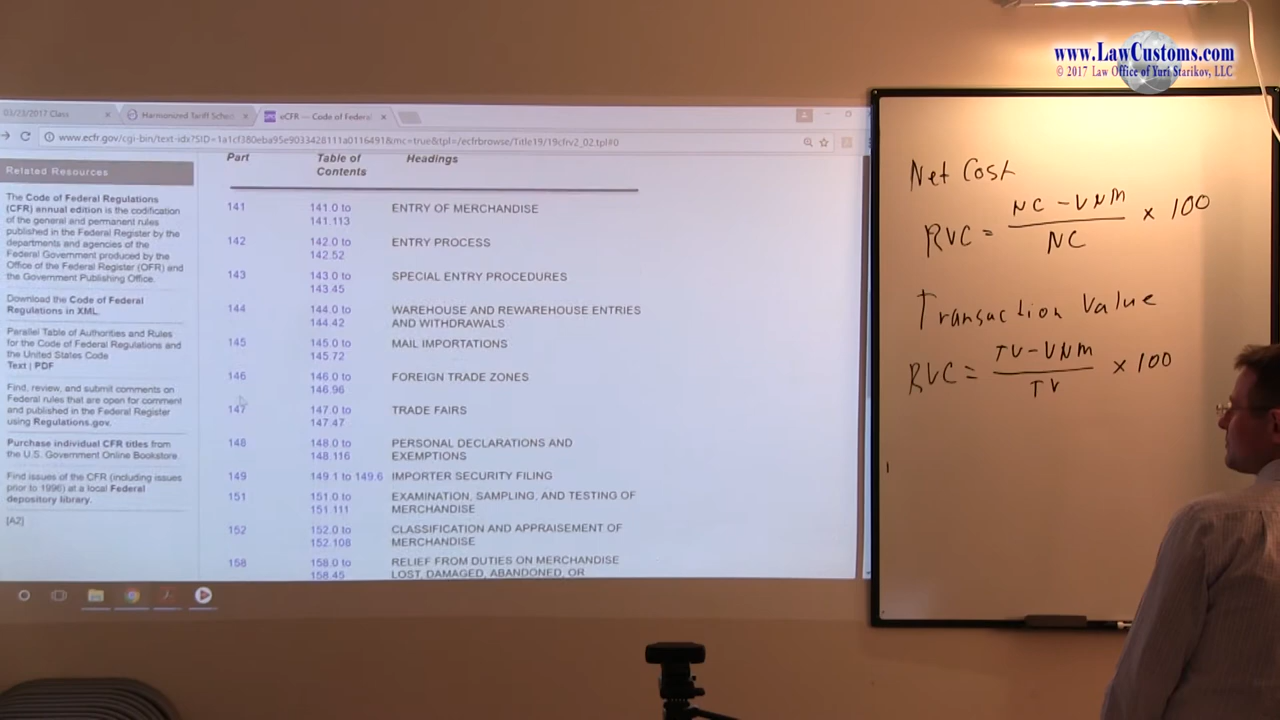 www.LawCustoms.com
© 2017 Law Office of Yuri Starikov, LLC
03/23/2017 Class
Harmonized Tariff Sched
eCFR — Code of Federal
www.ecfr.gov/cgi-bin/text-idx?SID=1a1cf380eba95e9033428111a0116491&mc=true&tpl=/ecfrbrowse/Title19/19cfrv2_02.tpl#0
Related Resources
The Code of Federal Regulations
(CFR) annual edition is the codification
of the general and permanent rules
published in the Federal Register by the
departments and agencies of the
Federal Government produced by the
Office of the Federal Register (OFR) and
the Government Publishing Office.
Download the Code of Federal
Regulations in XML.
Parallel Table of Authorities and Rules
for the Code of Federal Regulations and
the United States Code
Text | PDF
Find, review, and submit comments on
Federal rules that are open for comment
and published in the Federal Register
using Regulations.gov.
Purchase individual CFR titles from
the U.S. Government Online Bookstore.
Find issues of the CFR (including issues
prior to 1996) at a local Federal
depository library.
[A2]
Part Table of Headings
Contents
141 141.0 to ENTRY OF MERCHANDISE
141.113
142 142.0 to ENTRY PROCESS
142.52
143 143.0 to SPECIAL ENTRY PROCEDURES
143.45
144 144.0 to WAREHOUSE AND REWAREHOUSE ENTRIES
144.42 AND WITHDRAWALS
145 145.0 to MAIL IMPORTATIONS
145.72
146 146.0 to FOREIGN TRADE ZONES
146.96
147 147.0 to TRADE FAIRS
147.47
148 148.0 to PERSONAL DECLARATIONS AND
148.116 EXEMPTIONS
149 149.1 to 149.6 IMPORTER SECURITY FILING
151 151.0 to EXAMINATION, SAMPLING, AND TESTING OF
151.111 MERCHANDISE
152 152.0 to CLASSIFICATION AND APPRAISEMENT OF
152.108 MERCHANDISE
158 158.0 to RELIEF FROM DUTIES ON MERCHANDISE
158.45 LOST, DAMAGED, ABANDONED, OR
Net Cost
RVC = NC - VNM / NC × 100
Transaction Value
RVC = TV - VNM / TV × 100